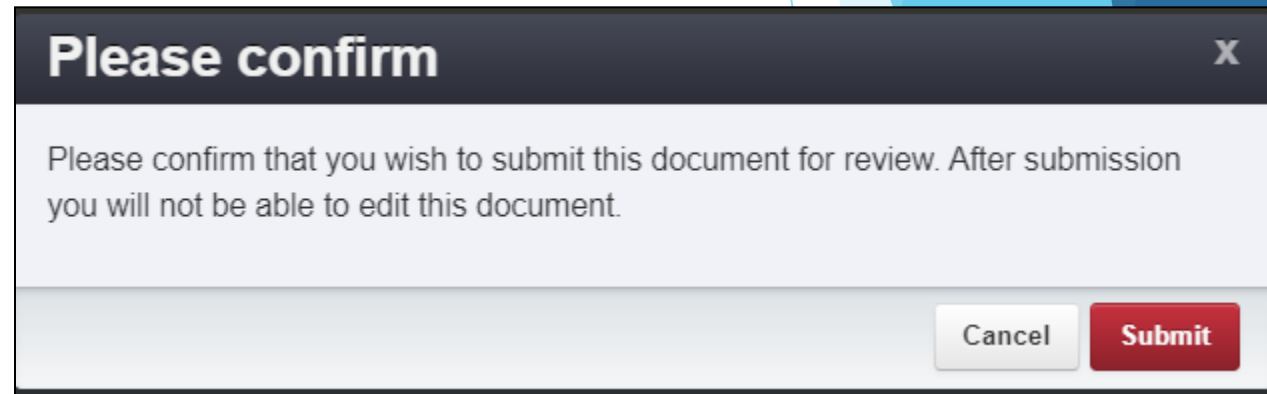 Please confirm
x
Please confirm that you wish to submit this document for review. After submission
you will not be able to edit this document.
Cancel Submit